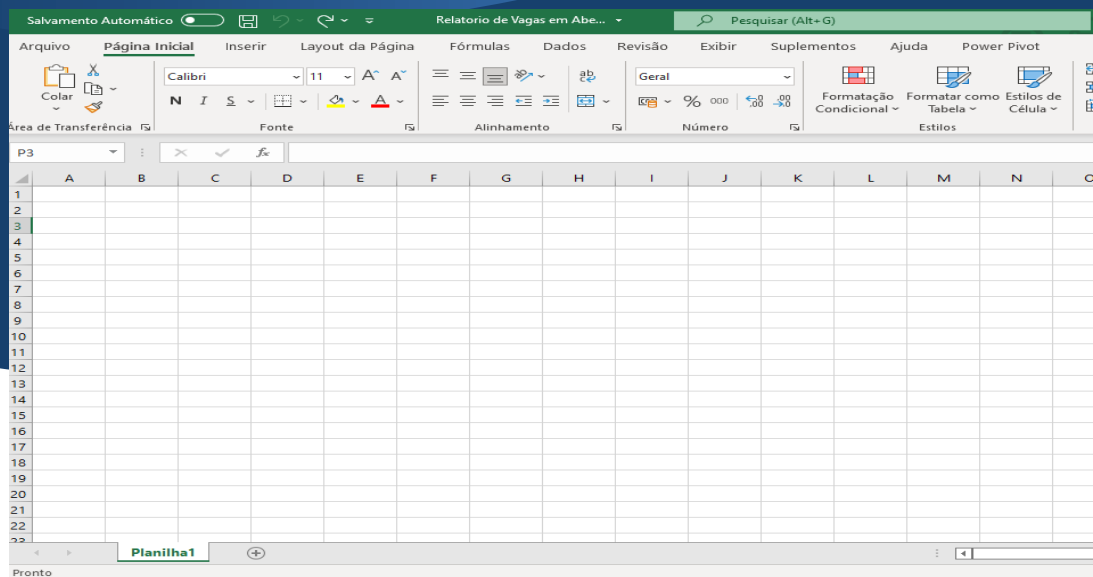 Salvamento Automático
Relatorio de Vagas em Abe...
Pesquisar (Alt+G)
Arquivo Página Inicial Inserir Layout da Página Fórmulas Dados Revisão Exibir Suplementos Ajuda Power Pivot
Colar
Calibri 11 A A
N I S A
ab
Geral
% 000
Formatação Condicional
Formatar como Tabela
Estilos de Célula
Área de Transferência Fonte Alinhamento Número Estilos
P3 fx
A B C D E F G H I J K L M N O
1
2
3
4
5
6
7
8
9
10
11
12
13
14
15
16
17
18
19
20
21
22
23
Planilha1
Pronto